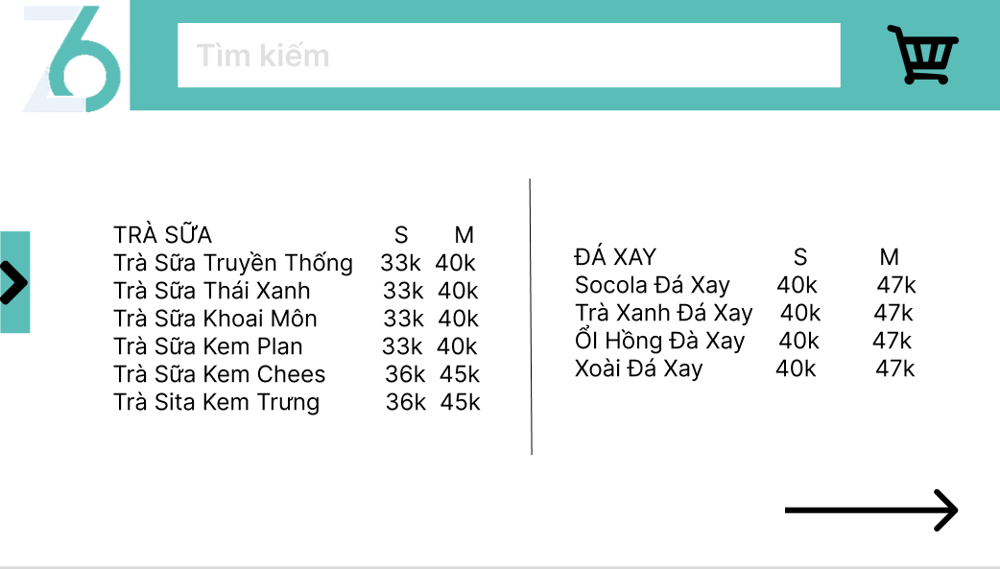 Z6
Tìm kiếm
TRÀ SỮA S M
Trà Sữa Truyền Thống 33k 40k
Trà Sữa Thái Xanh 33k 40k
Trà Sữa Khoai Môn 33k 40k
Trà Sữa Kem Plan 33k 40k
Trà Sữa Kem Chees 36k 45k
Trà Sita Kem Trưng 36k 45k
ĐÁ XAY S M
Socola Đá Xay 40k 47k
Trà Xanh Đá Xay 40k 47k
Ổl Hồng Đà Xay 40k 47k
Xoài Đá Xay 40k 47k